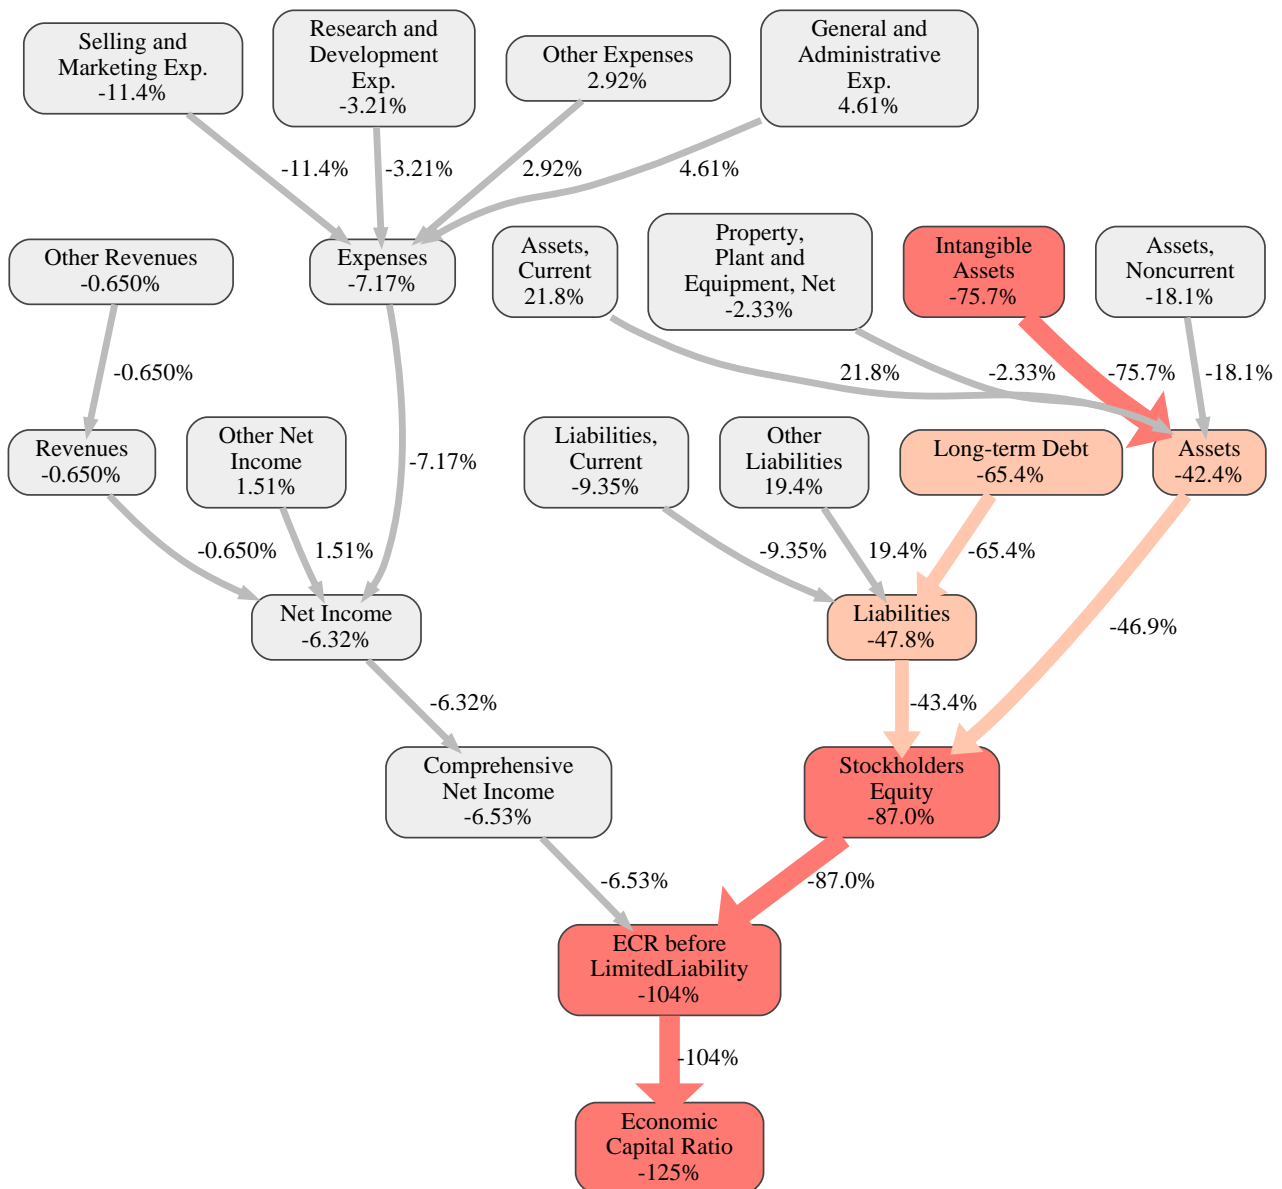 Selling and
Marketing Exp.
-11.4%
Research and
Development
Exp.
-3.21%
Other Expenses
2.92%
General and
Administrative
Exp.
4.61%
-11.4%
-3.21%
2.92%
4.61%
Other Revenues
-0.650%
Expenses
-7.17%
Assets,
Current
21.8%
Property,
Plant and
Equipment, Net
-2.33%
Intangible
Assets
-75.7%
Assets,
Noncurrent
-18.1%
-0.650%
21.8%
-2.33%
-75.7%
-18.1%
Revenues
-0.650%
Other Net
Income
1.51%
-7.17%
Liabilities,
Current
-9.35%
Other
Liabilities
19.4%
Long-term Debt
-65.4%
Assets
-42.4%
-0.650%
1.51%
-9.35%
19.4%
-65.4%
Net Income
-6.32%
Liabilities
-47.8%
-46.9%
-6.32%
-43.4%
Comprehensive
Net Income
-6.53%
Stockholders
Equity
-87.0%
-6.53%
-87.0%
ECR before
LimitedLiability
-104%
-104%
Economic
Capital Ratio
-125%